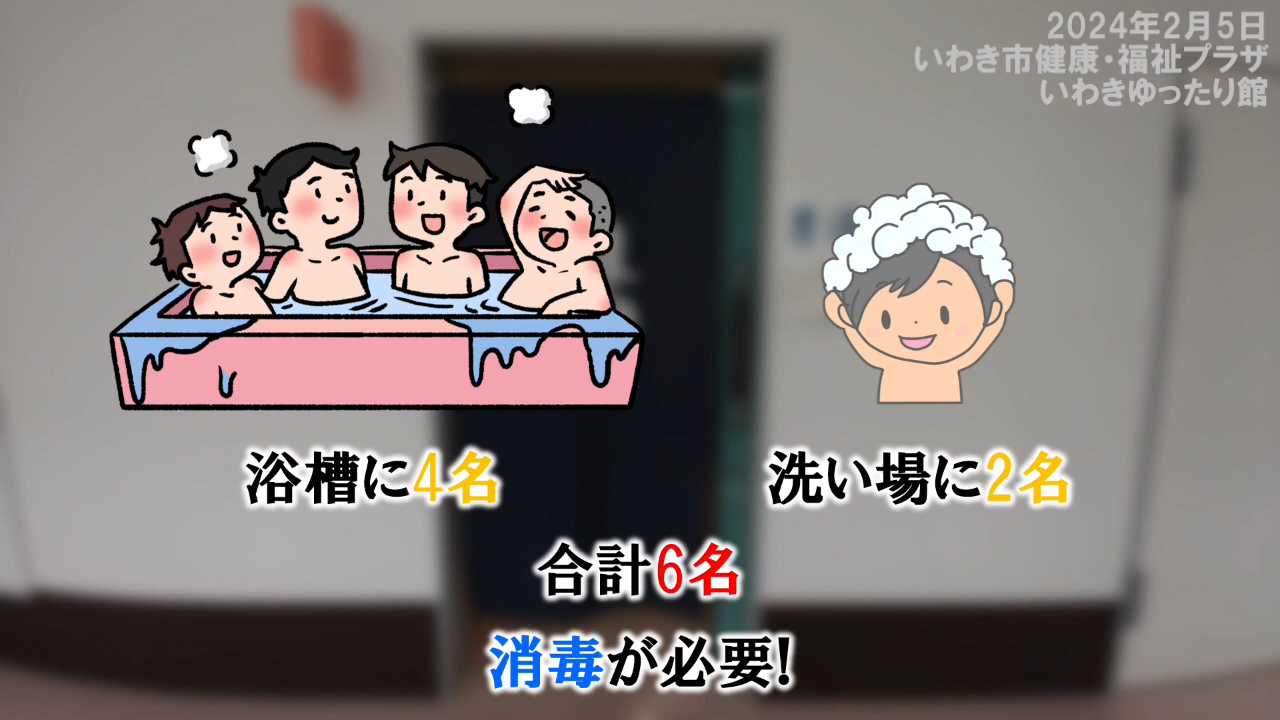 2024年2月5日
いわき市健康・福祉プラザ
いわきゆったり館
浴槽に4名
洗い場に2名
合計6名
消毒が必要!